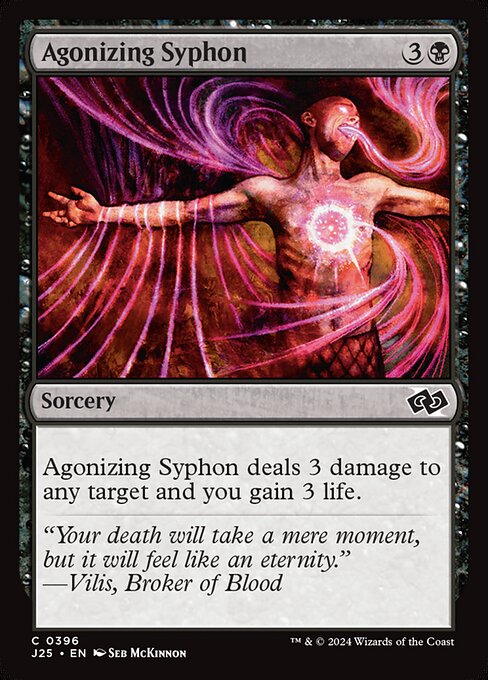 Agonizing Syphon 3
Sorcery
Agonizing Syphon deals 3 damage to
any target and you gain 3 life.
“Your death will take a mere moment,
but it will feel like an eternity.”
—Vilis, Broker of Blood
C 0396
J25 • EN Seb McKinnon
™ & © 2024 Wizards of the Coast